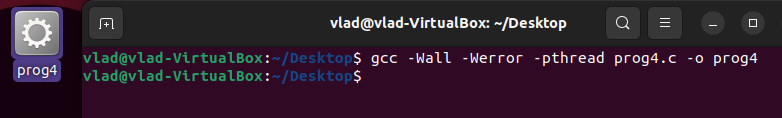 vlad@vlad-VirtualBox: ~/Desktop
prog4
vlad@vlad-VirtualBox:~/Desktop$ gcc -Wall -Werror -pthread prog4.c -o prog4
vlad@vlad-VirtualBox:~/Desktop$